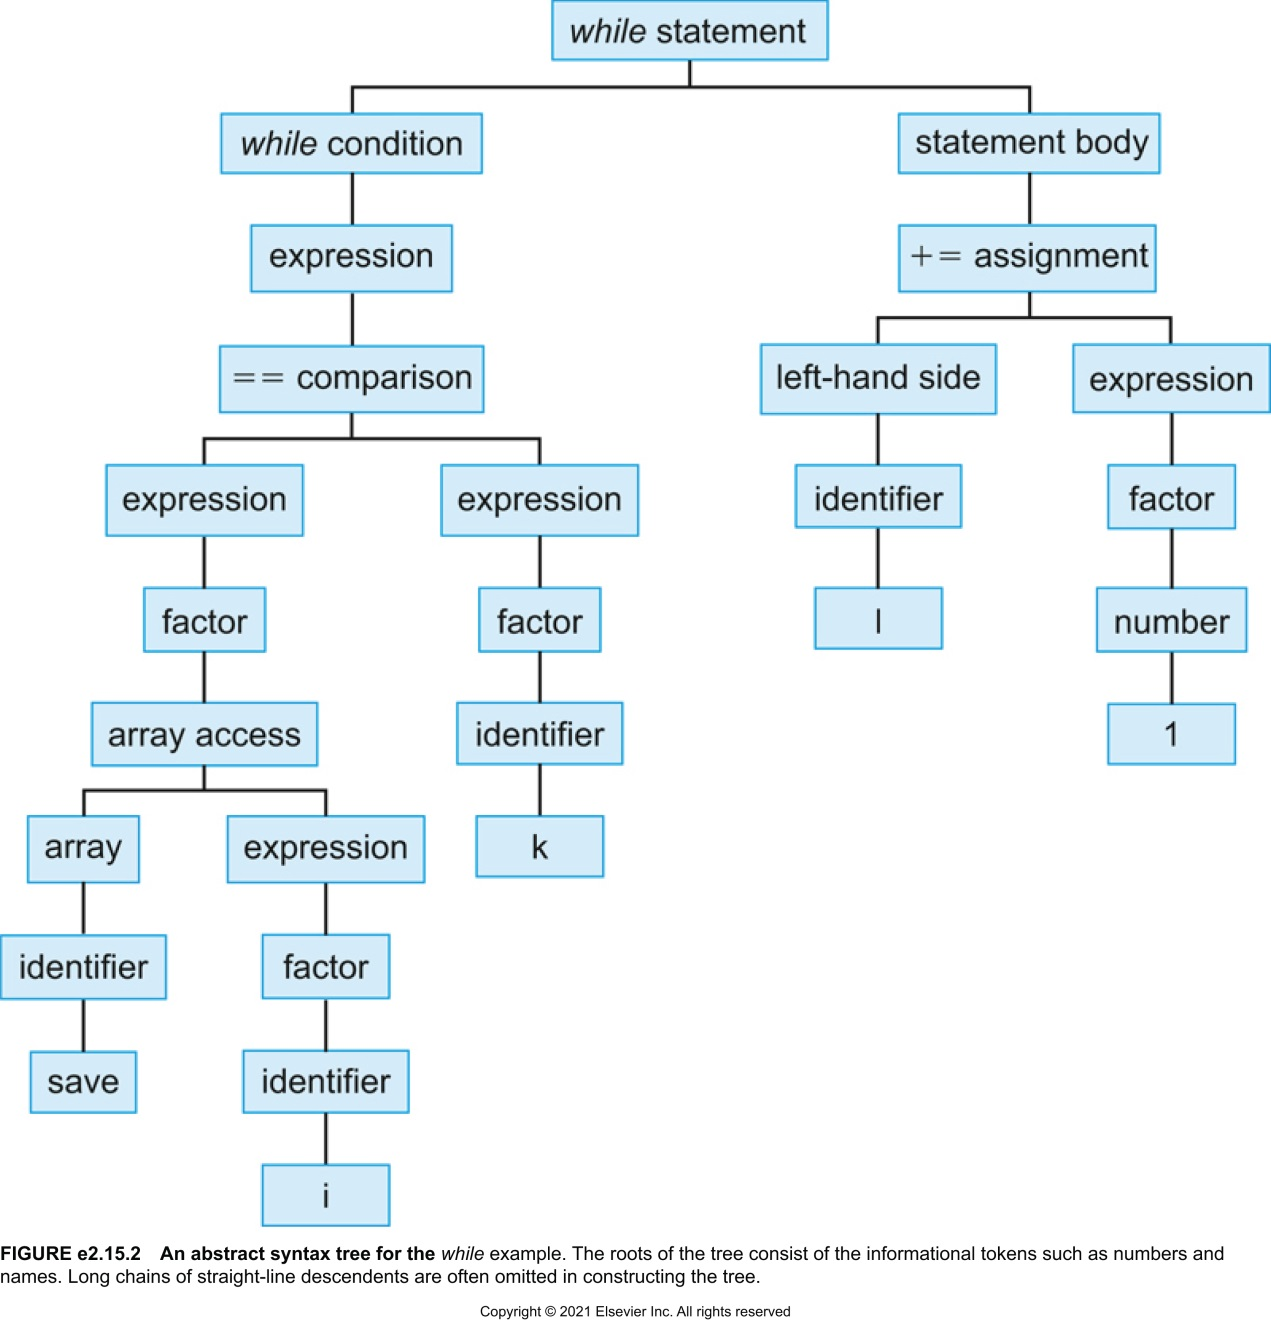 while statement
while condition
statement body
expression
+= assignment
== comparison
left-hand side
expression
expression
expression
identifier
factor
factor
factor
l
number
array access
identifier
1
array
expression
k
identifier
factor
save
identifier
i
FIGURE e2.15.2 An abstract syntax tree for the while example. The roots of the tree consist of the informational tokens such as numbers and
names. Long chains of straight-line descendents are often omitted in constructing the tree.
Copyright © 2021 Elsevier Inc. All rights reserved